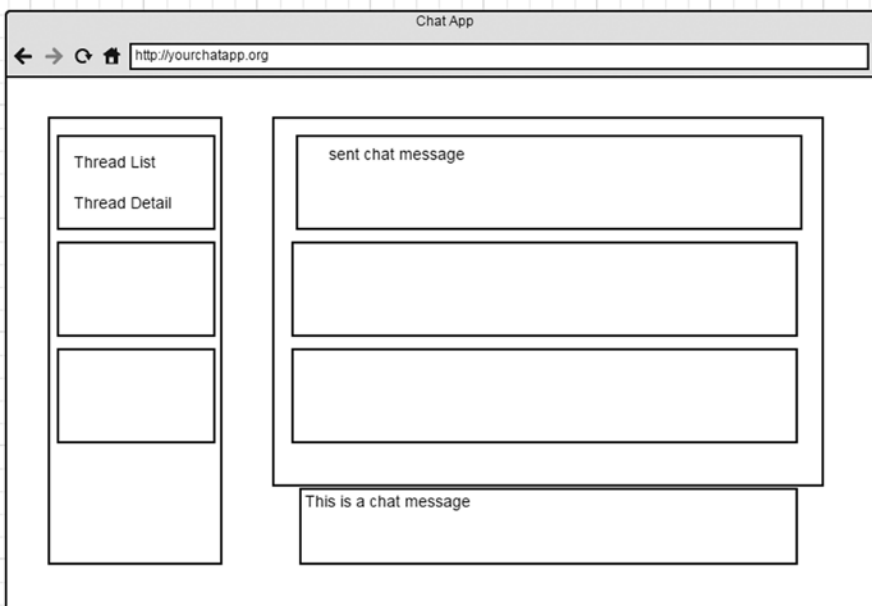 Chat App
http://yourchatapp.org
Thread List
Thread Detail
sent chat message
This is a chat message